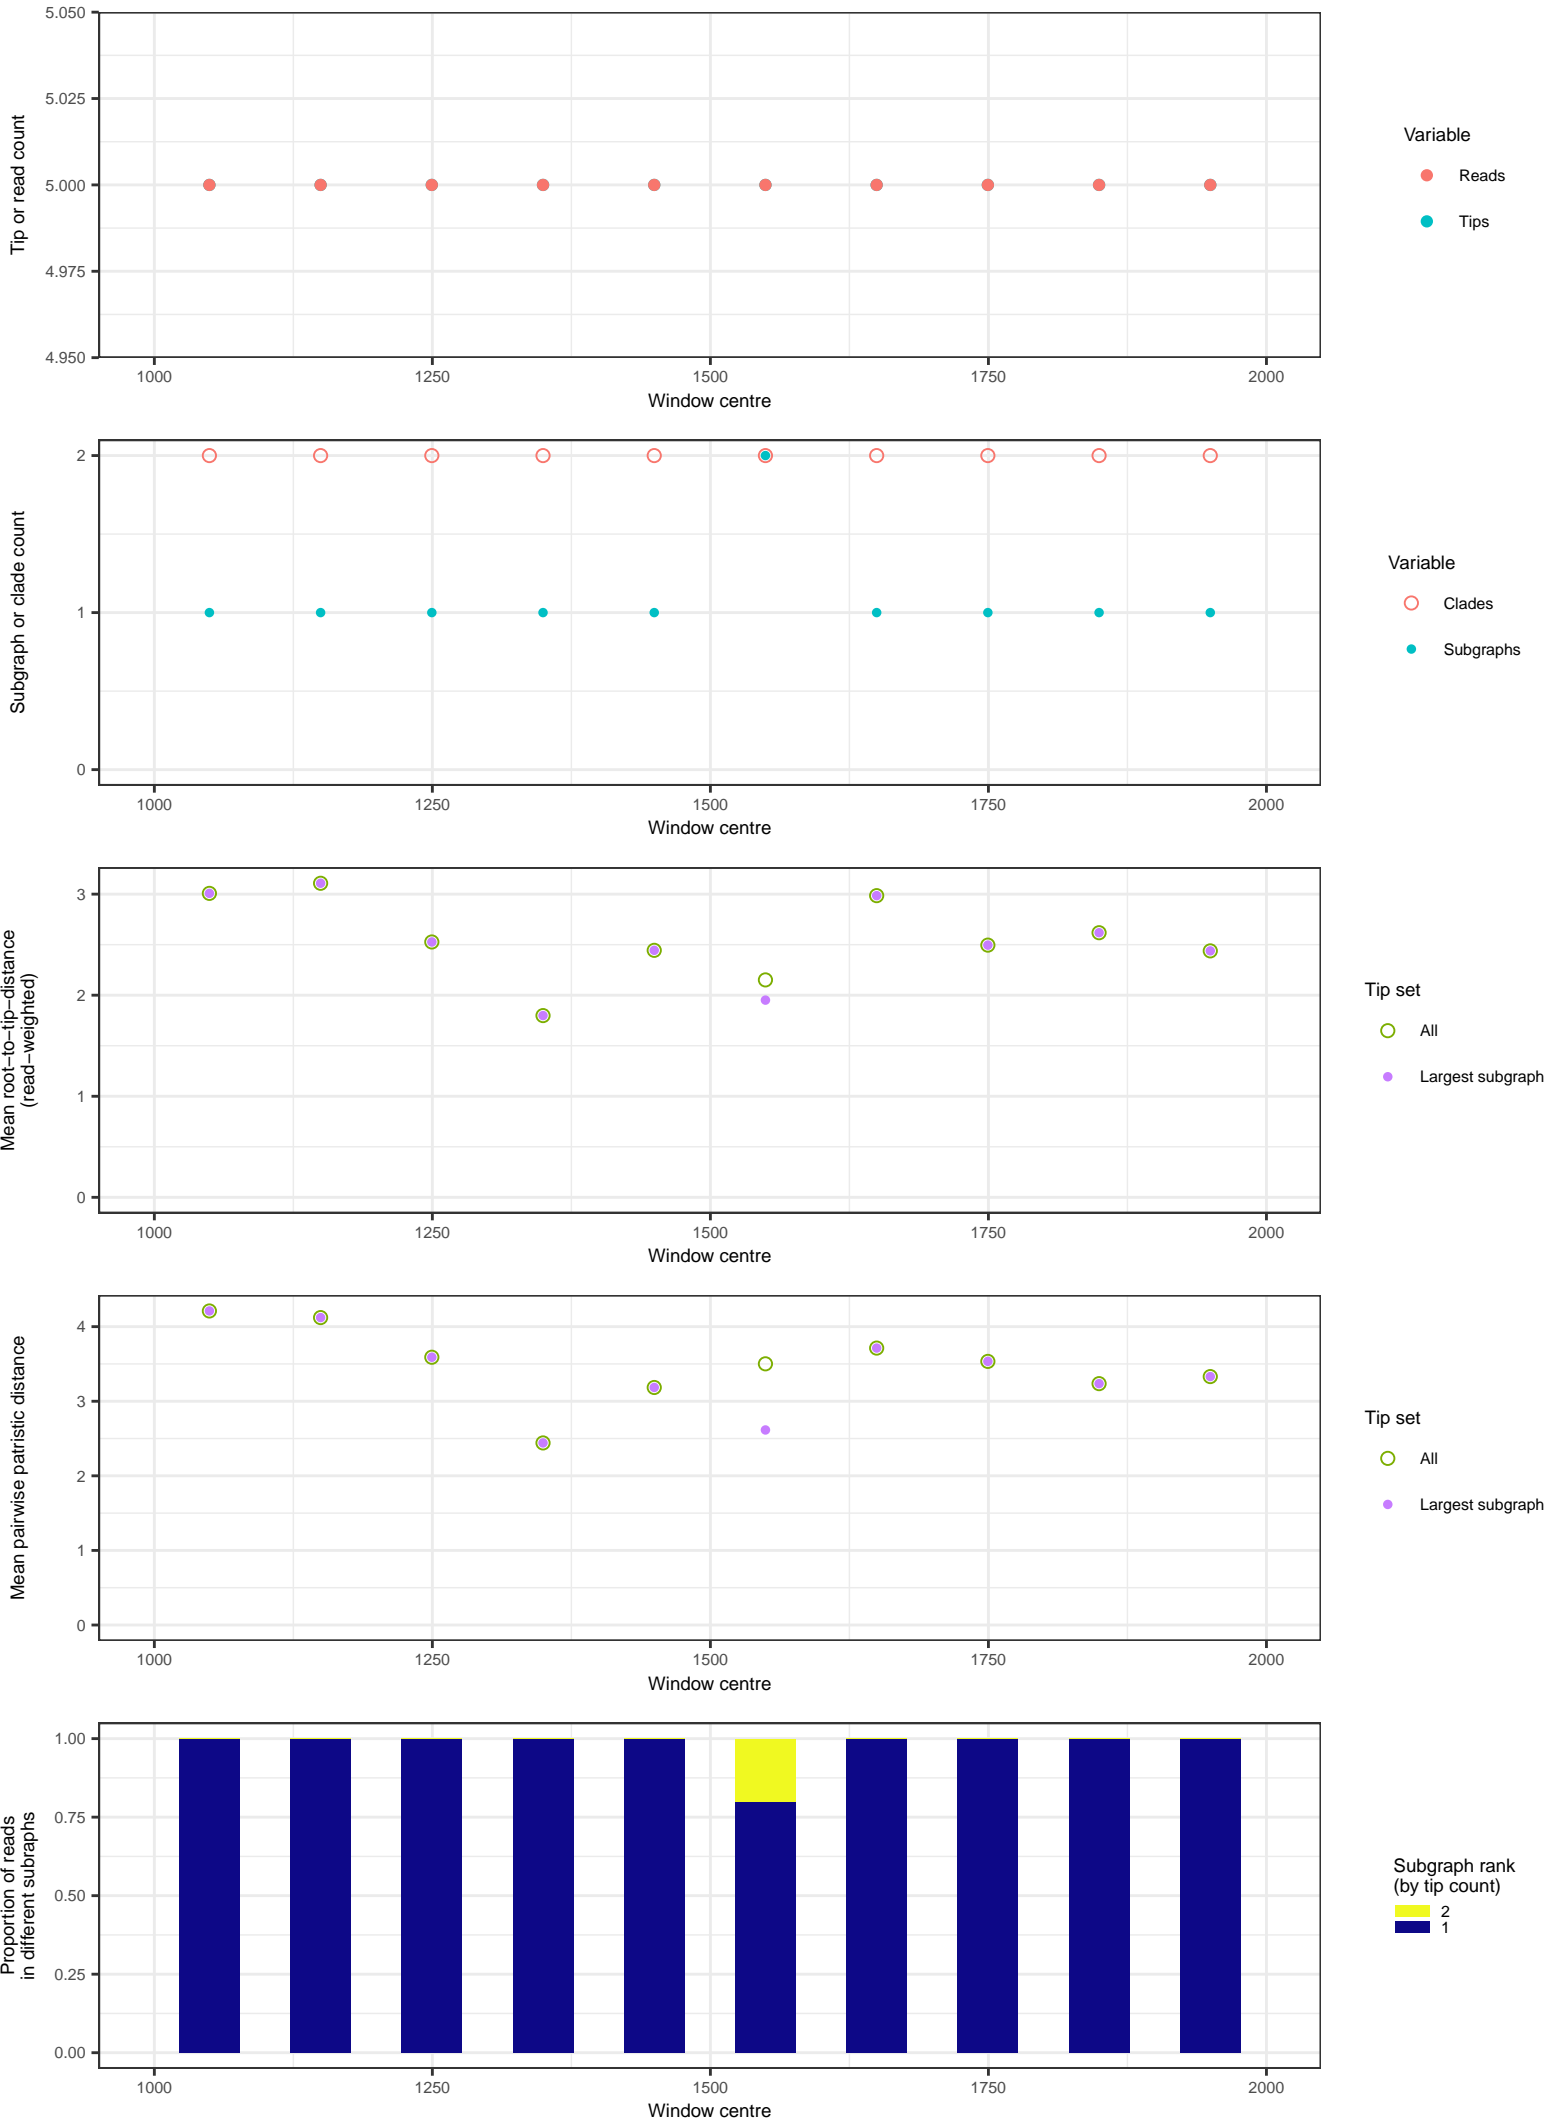 5.050
5.025
5.000
4.975
4.950
Tip or read count
1000 1250 1500 1750 2000
Window centre
Variable
Reads
Tips
2
1
0
Subgraph or clade count
1000 1250 1500 1750 2000
Window centre
Variable
Clades
Subgraphs
3
2
1
0
Mean root−to−tip−distance
(read−weighted)
1000 1250 1500 1750 2000
Window centre
Tip set
All
Largest subgraph
4
3
2
1
0
Mean pairwise patristic distance
1000 1250 1500 1750 2000
Window centre
Tip set
All
Largest subgraph
1.00
0.75
0.50
0.25
0.00
Proportion of reads
in different subraphs
1000 1250 1500 1750 2000
Window centre
Subgraph rank
(by tip count)
2
1